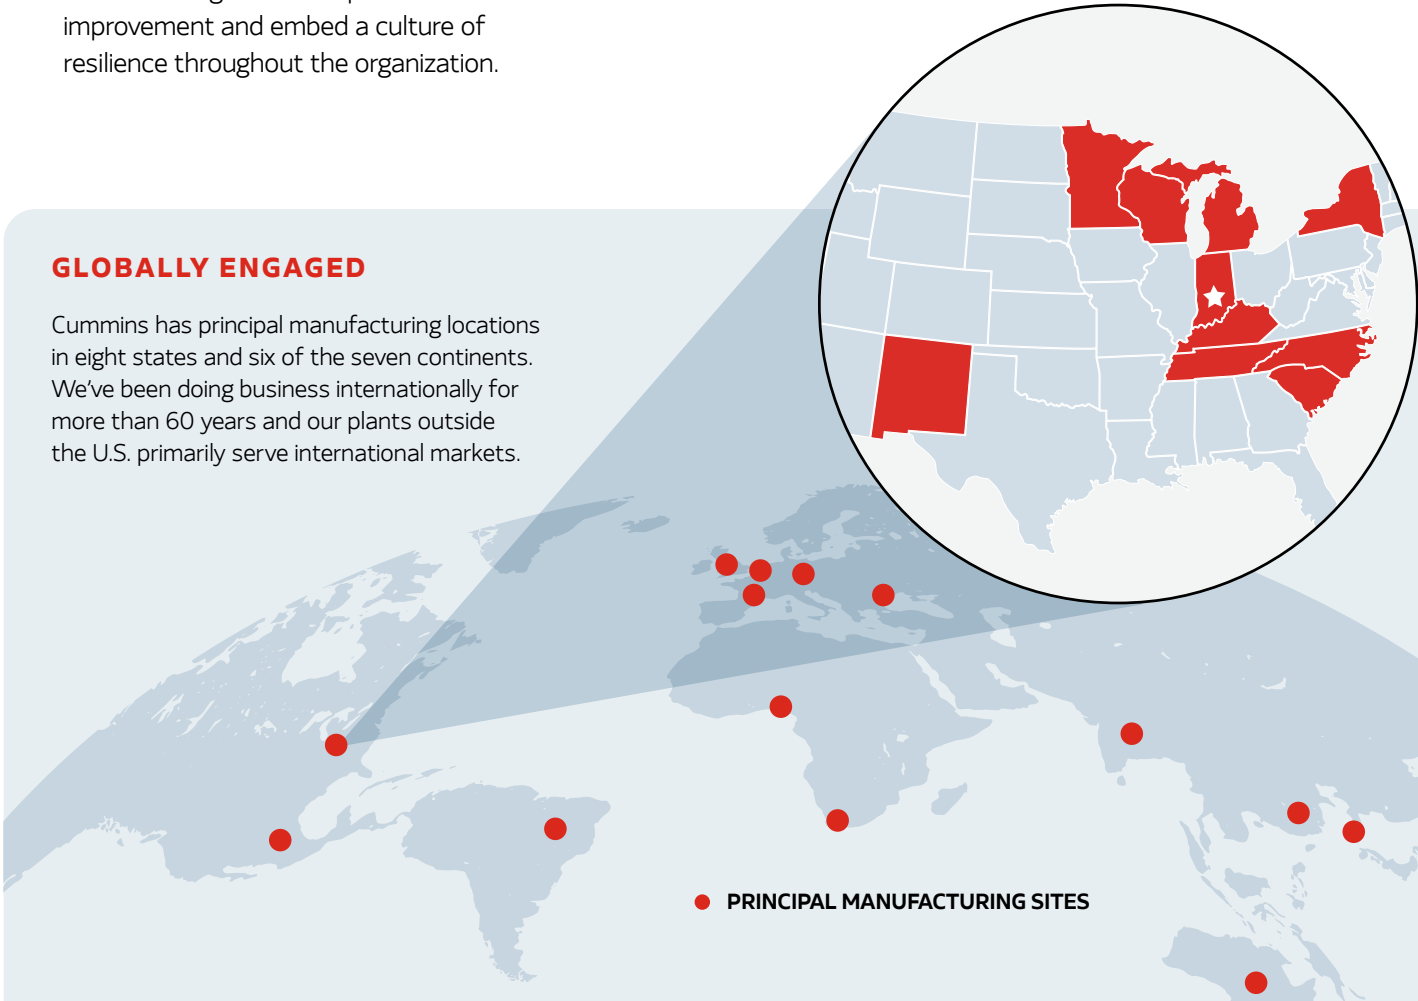 improvement and embed a culture of
resilience throughout the organization.
GLOBALLY ENGAGED
Cummins has principal manufacturing locations
in eight states and six of the seven continents.
We’ve been doing business internationally for
more than 60 years and our plants outside
the U.S. primarily serve international markets.
PRINCIPAL MANUFACTURING SITES